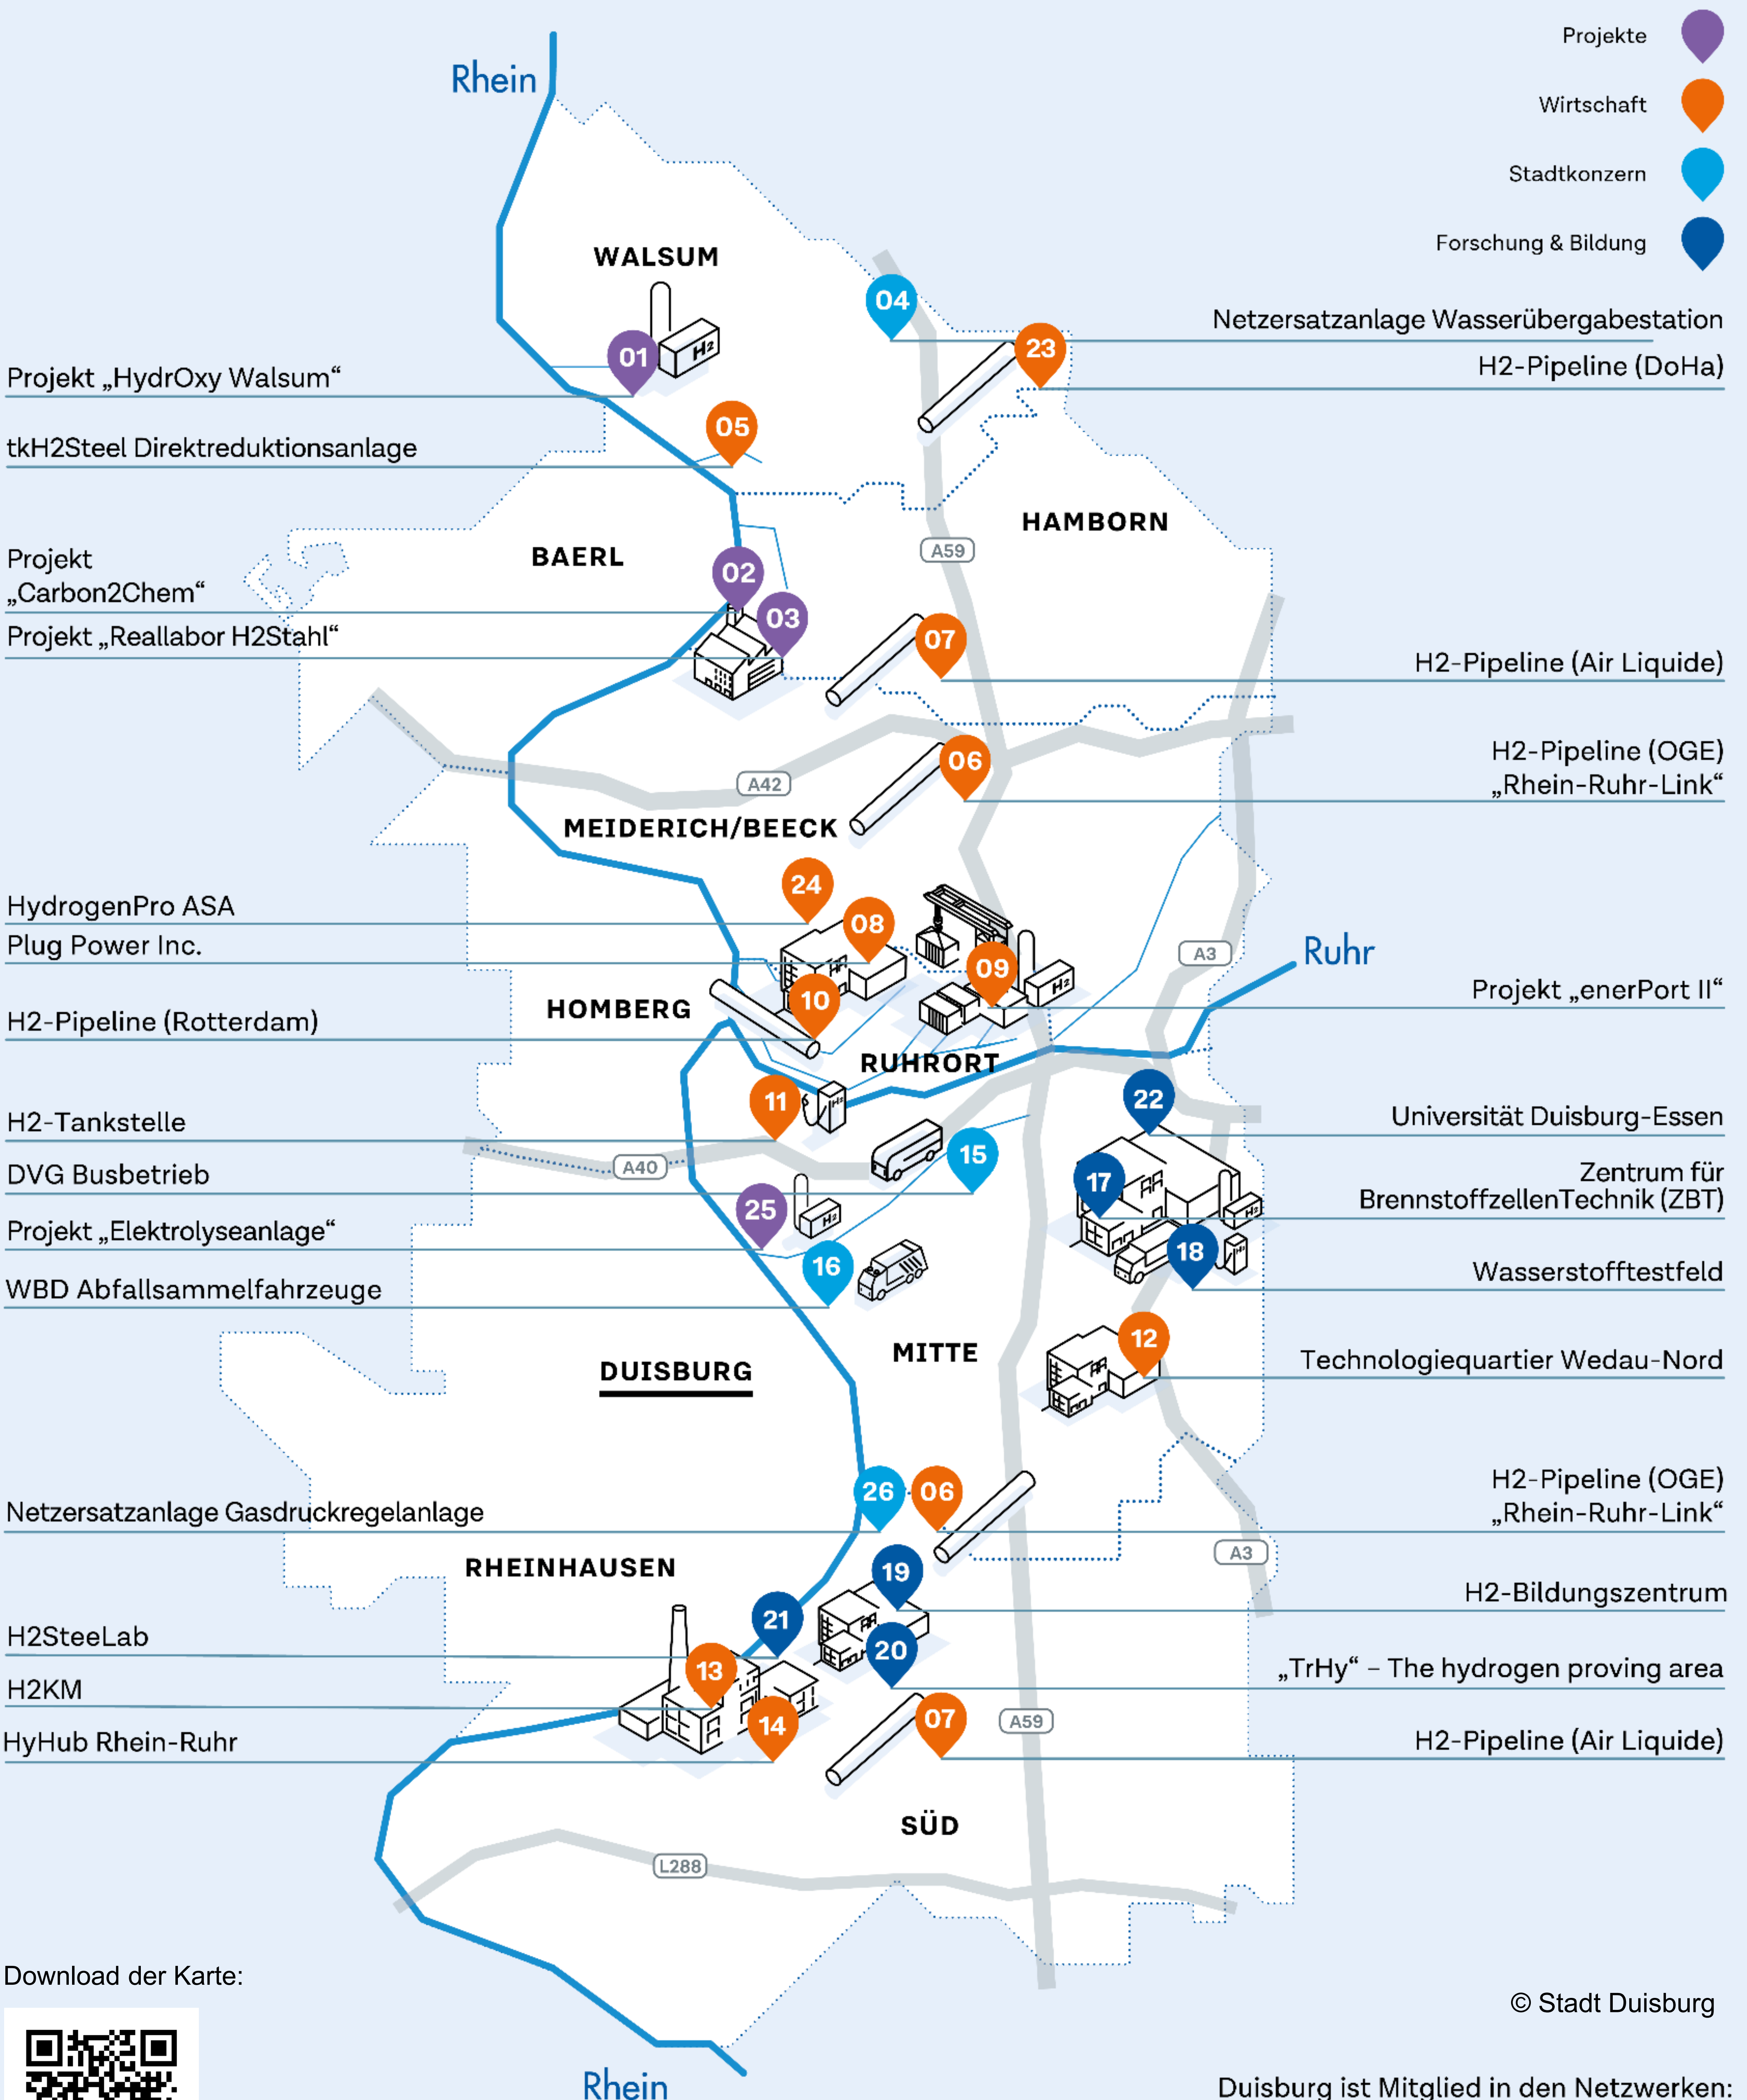 Projekte
Wirtschaft
Stadtkonzern
Forschung & Bildung
Rhein
WALSUM
H2
01
04
Netzersatzanlage Wasserübergabestation
23
H2-Pipeline (DoHa)
Projekt „HydrOxy Walsum“
05
tkH2Steel Direktreduktionsanlage
HAMBORN
A59
BAERL
Projekt
„Carbon2Chem“
02
03
Projekt „Reallabor H2Stahl“
07
H2-Pipeline (Air Liquide)
06
H2-Pipeline (OGE)
„Rhein-Ruhr-Link“
A42
MEIDERICH/BEECK
24
HydrogenPro ASA
08
Plug Power Inc.
A3
Ruhr
09
H2
Projekt „enerPort II“
10
HOMBERG
H2-Pipeline (Rotterdam)
RUHRORT
11
H2
H2-Tankstelle
22
Universität Duisburg-Essen
A40
15
DVG Busbetrieb
17
Zentrum für
BrennstoffzellenTechnik (ZBT)
H2
25
H2
Projekt „Elektrolyseanlage“
16
18
Wasserstofftestfeld
WBD Abfallsammelfahrzeuge
12
MITTE
Technologiequartier Wedau-Nord
DUISBURG
26
06
H2-Pipeline (OGE)
„Rhein-Ruhr-Link“
Netzersatzanlage Gasdruckregelanlage
A3
RHEINHAUSEN
19
H2-Bildungszentrum
21
H2SteeLab
20
„TrHy“ – The hydrogen proving area
13
H2KM
14
07
A59
HyHub Rhein-Ruhr
H2-Pipeline (Air Liquide)
SÜD
L288
Download der Karte:
© Stadt Duisburg
Rhein
Duisburg ist Mitglied in den Netzwerken: